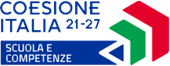 COESIONE
ITALIA 21-27
SCUOLA E
COMPETENZE